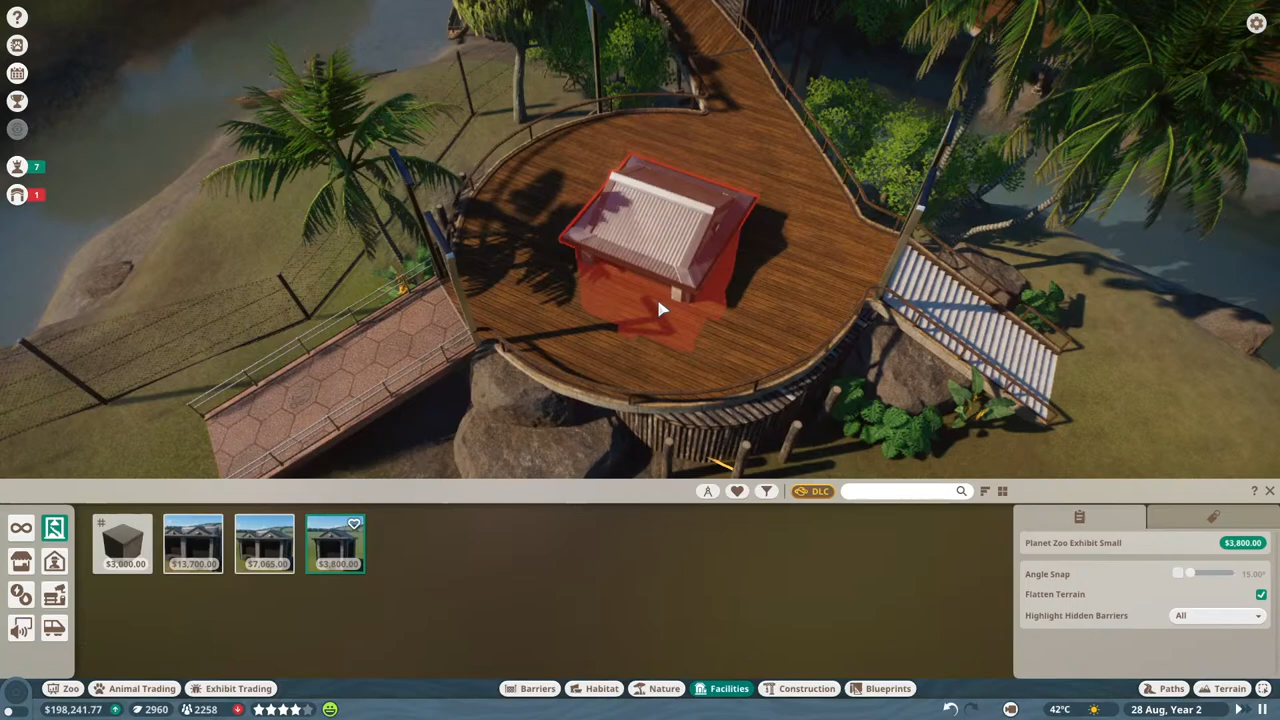 ?
7
1
DLC
?
#
$3,000.00
$13,700.00
$7,065.00
$3,800.00
Planet Zoo Exhibit Small
$3,800.00
Angle Snap
15.00°
Flatten Terrain
Highlight Hidden Barriers
All
Zoo
Animal Trading
Exhibit Trading
Barriers
Habitat
Nature
Facilities
Construction
Blueprints
Paths
Terrain
$198,241.77
2960
2258
42°C
28 Aug, Year 2